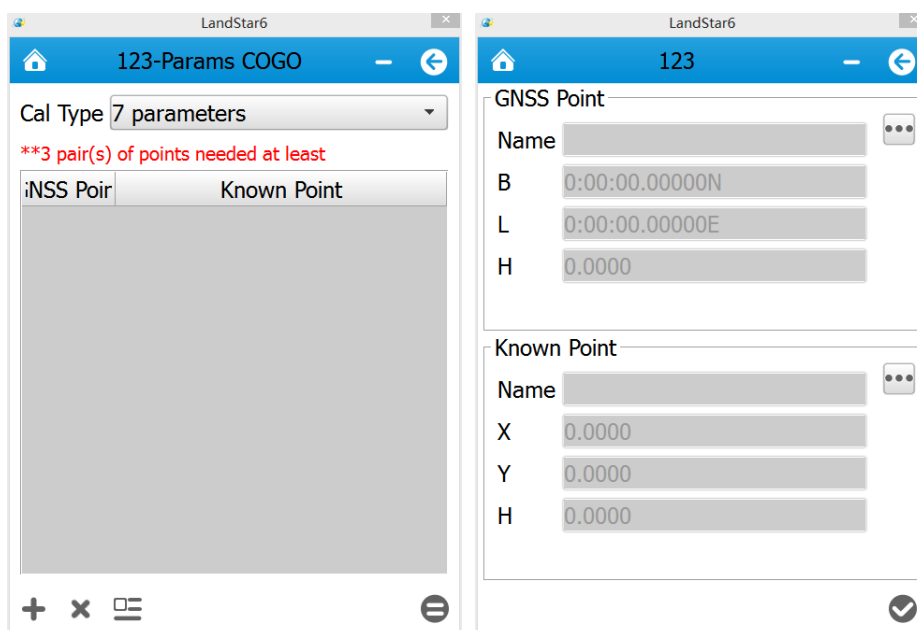 LandStar6
123-Params COGO
Cal Type 7 parameters
**3 pair(s) of points needed at least
NSS Poir Known Point
LandStar6
123
GNSS Point
Name
B 0:00:00.00000N
L 0:00:00.00000E
H 0.0000
Known Point
Name
X 0.0000
Y 0.0000
H 0.0000